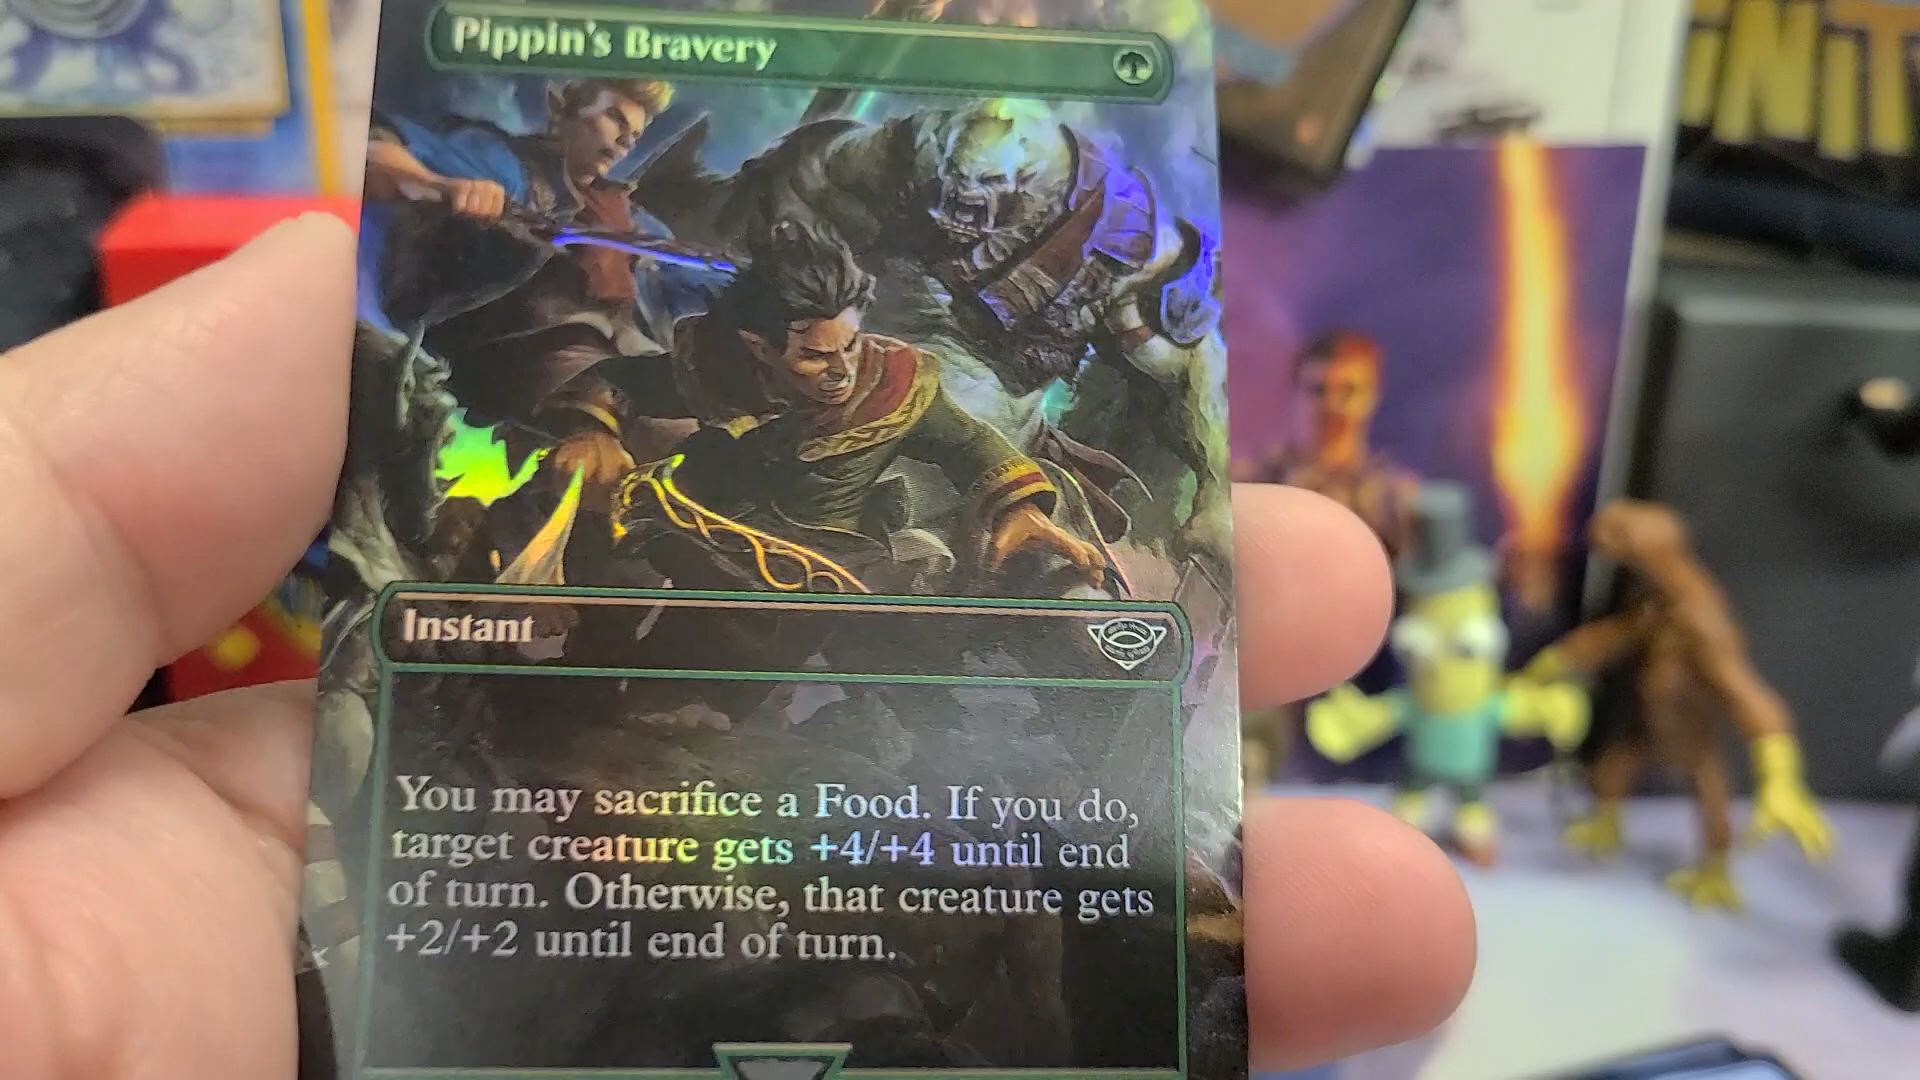 Pippin's Bravery
Instant
You may sacrifice a Food. If you do,
target creature gets +4/+4 until end
of turn. Otherwise, that creature gets
+2/+2 until end of turn.